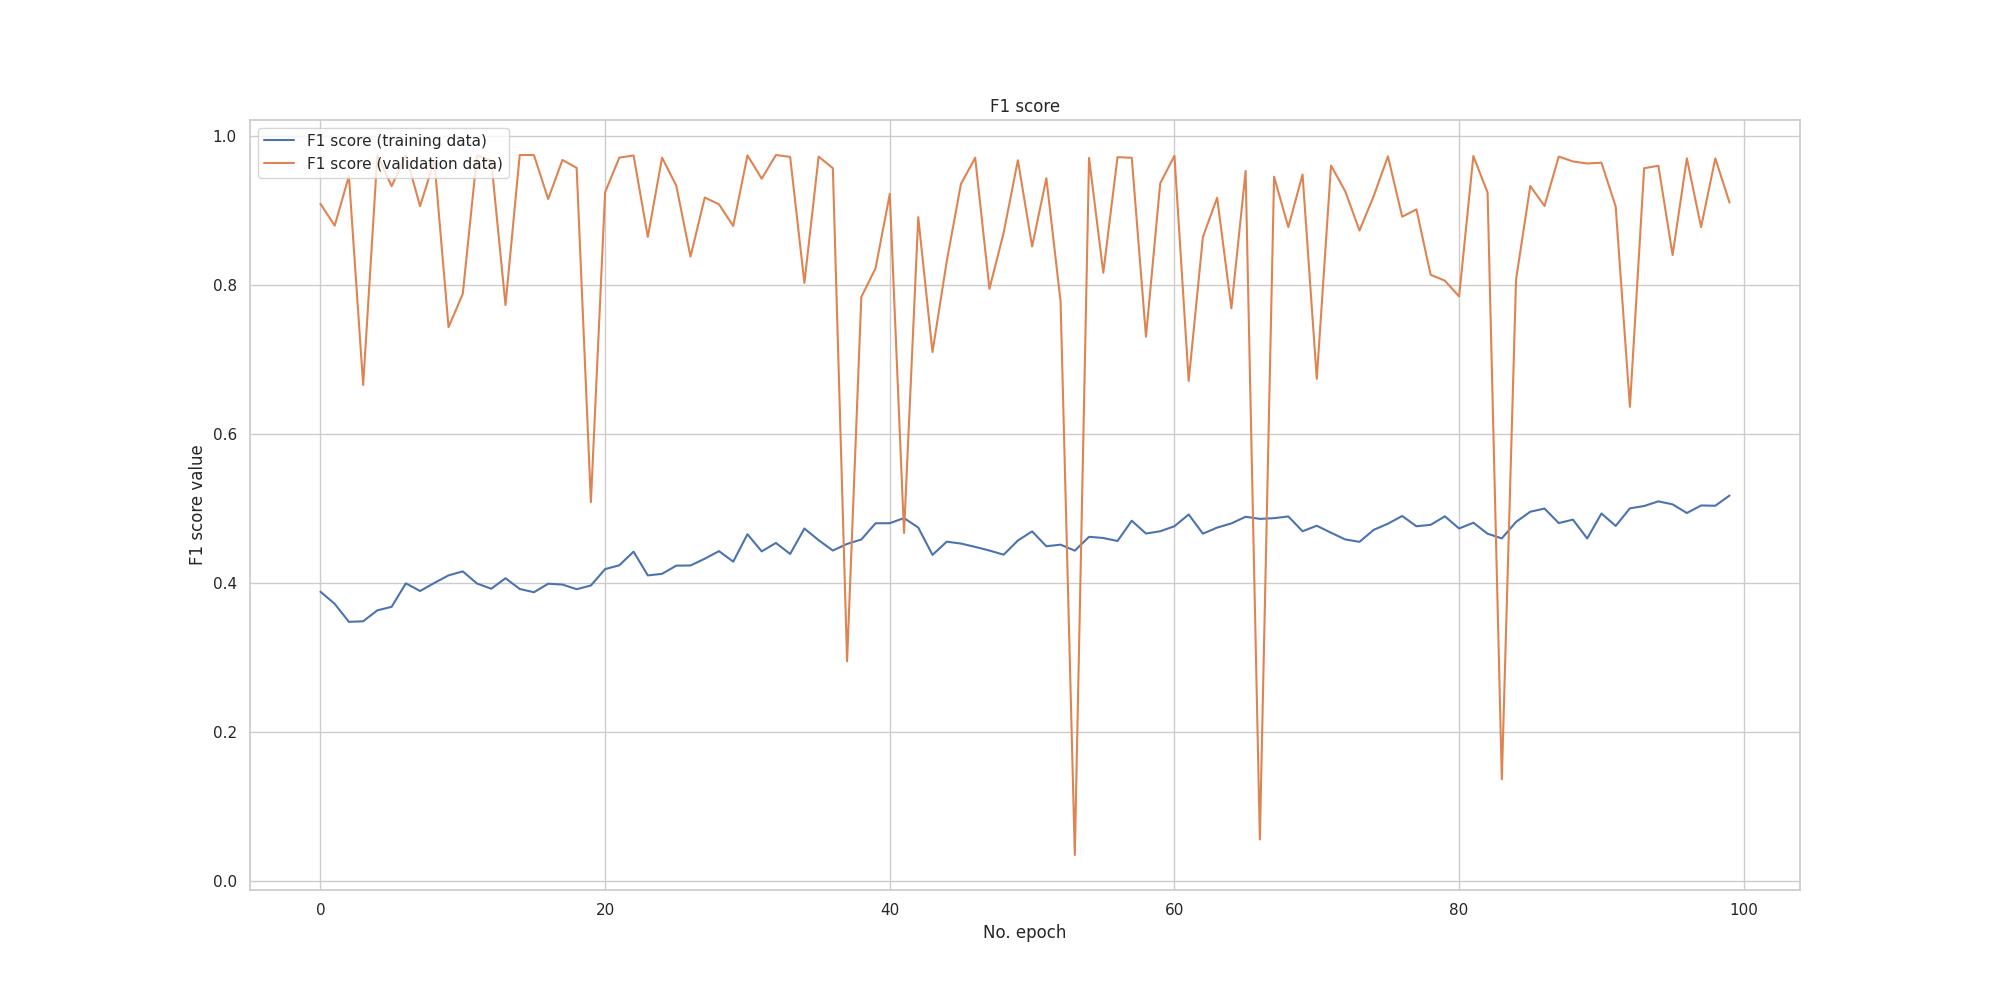 F1 score
F1 score (training data)
F1 score (validation data)
1.0
0.8
0.6
0.4
0.2
0.0
F1 score value
0 20 40 60 80 100
No. epoch